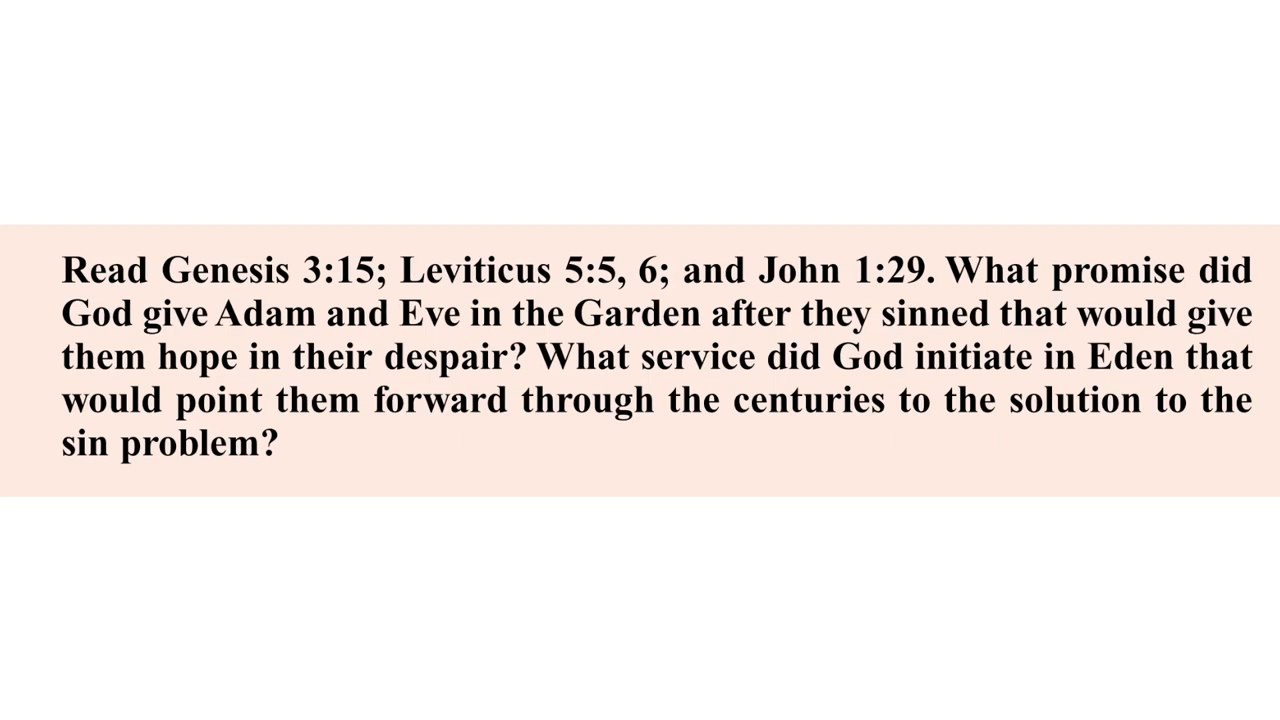 Read Genesis 3:15; Leviticus 5:5, 6; and John 1:29. What promise did
God give Adam and Eve in the Garden after they sinned that would give
them hope in their despair? What service did God initiate in Eden that
would point them forward through the centuries to the solution to the
sin problem?